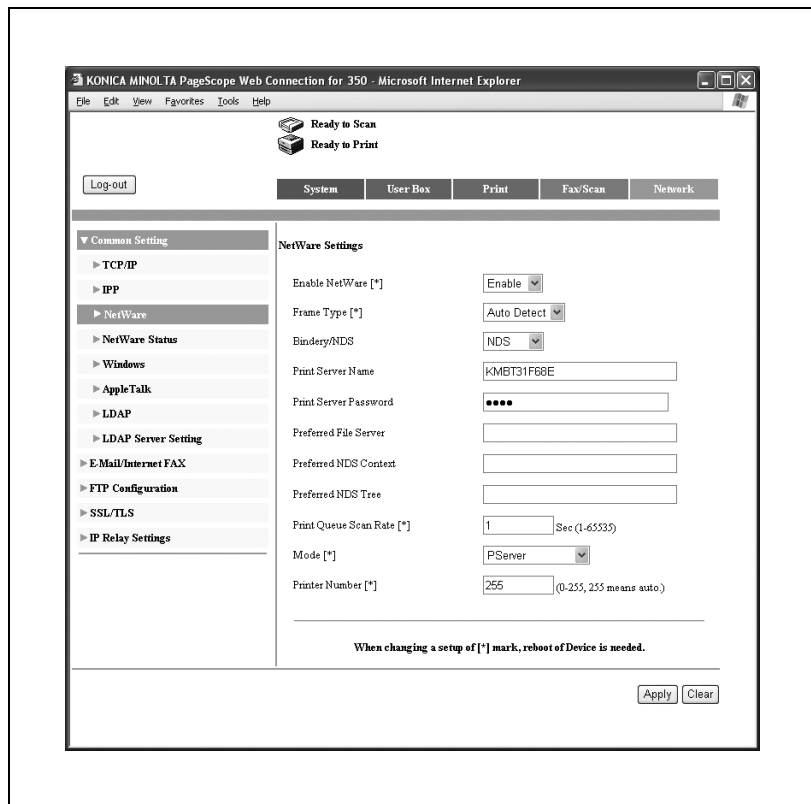 KONICA MINOLTA PageScope Web Connection for 350 - Microsoft Internet Explorer
File Edit View Favorites Tools Help
Ready to Scan
Ready to Print
Log-out
System User Box Print Fax/Scan Network
Common Setting
TCP/IP
IPP
NetWare
NetWare Status
Windows
AppleTalk
LDAP
LDAP Server Setting
E-Mail/Internet FAX
FTP Configuration
SSL/TLS
IP Relay Settings
NetWare Settings
Enable NetWare [*] Enable
Frame Type [*] Auto Detect
Bindery/NDS NDS
Print Server Name KMBT31F68E
Print Server Password ●●●●
Preferred File Server
Preferred NDS Context
Preferred NDS Tree
Print Queue Scan Rate [*] 1 Sec (1-65535)
Mode [*] PServer
Printer Number [*] 255 (0-255, 255 means auto.)
When changing a setup of [*] mark, reboot of Device is needed.
Apply Clear